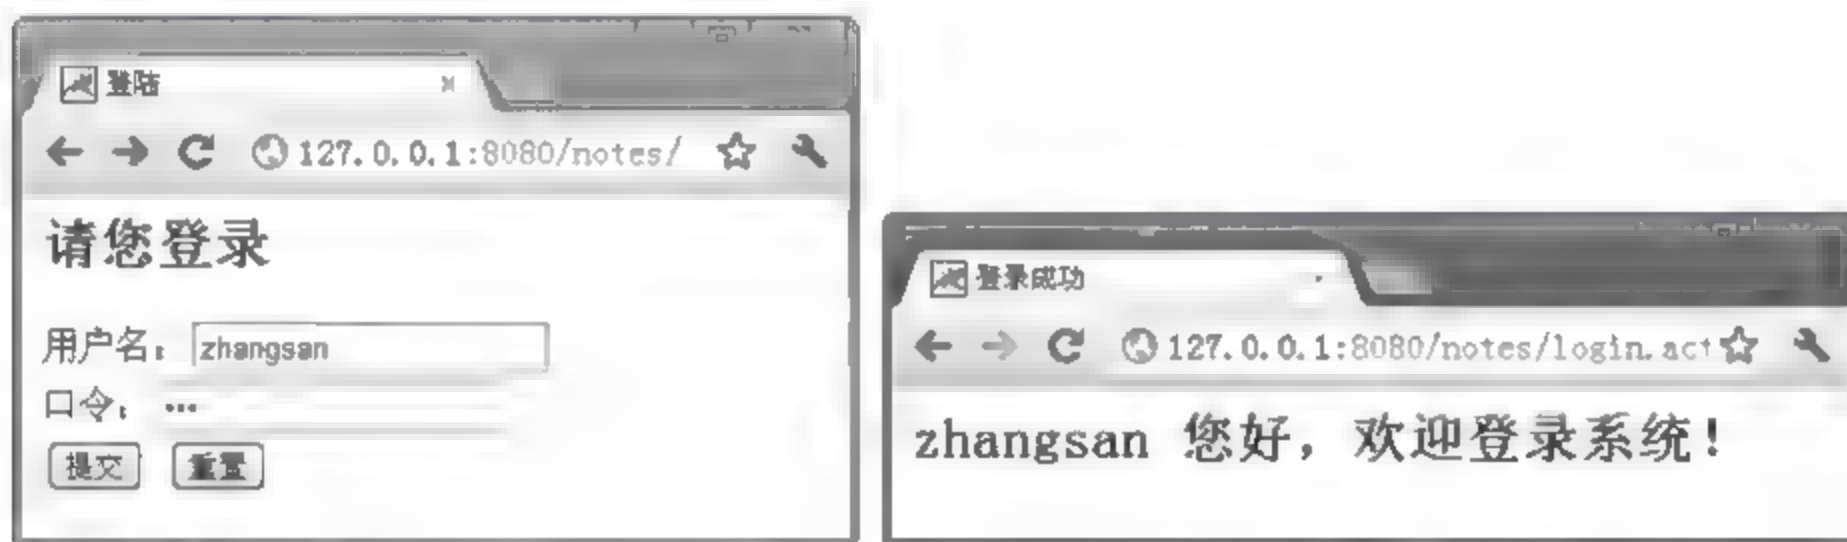 登陆
127.0.0.1:8080/notes/
请您登录
用户名：zhangsan
口令：•••
提交 重置
登录成功
127.0.0.1:8080/notes/login.act
zhangsan 您好，欢迎登录系统！